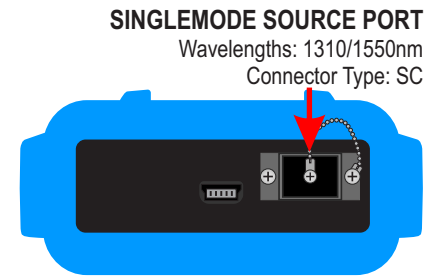 SINGLEMODE SOURCE PORT
Wavelengths: 1310/1550nm
Connector Type: SC